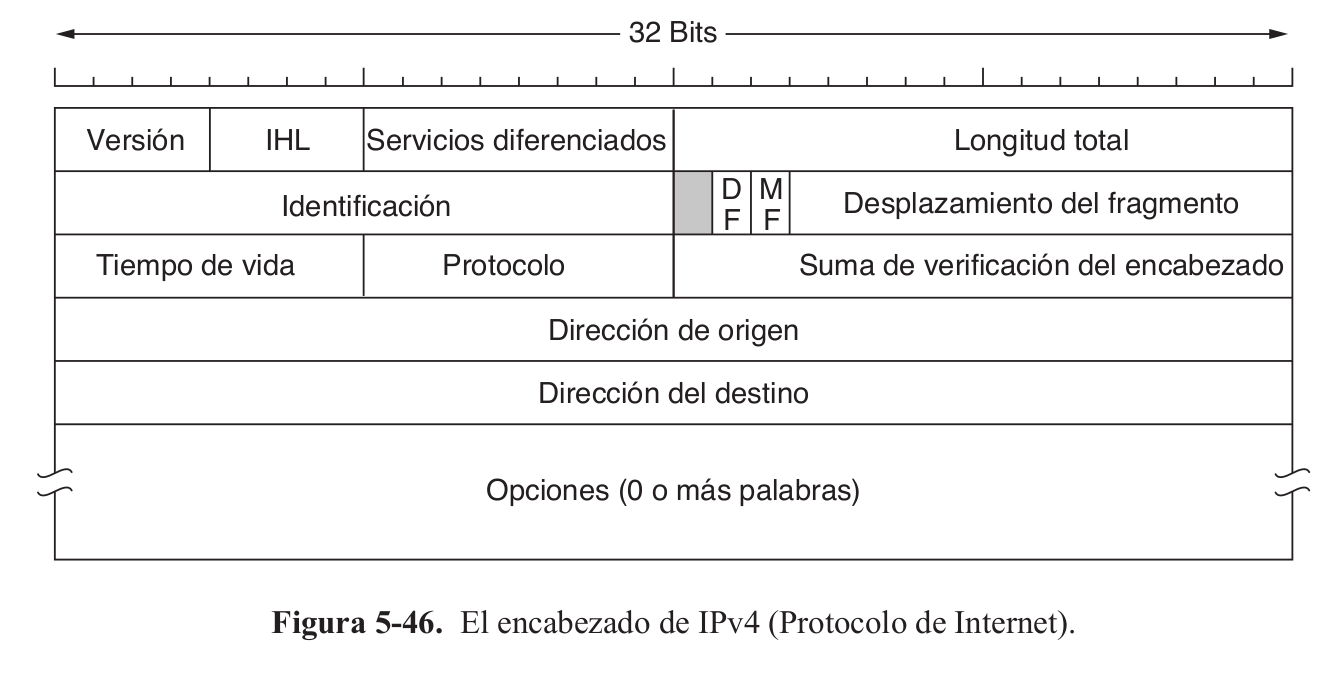 32 Bits
Versión IHL Servicios diferenciados Longitud total
Identificación DF MF Desplazamiento del fragmento
Tiempo de vida Protocolo Suma de verificación del encabezado
Dirección de origen
Dirección del destino
Opciones (0 o más palabras)
Figura 5-46. El encabezado de IPv4 (Protocolo de Internet).